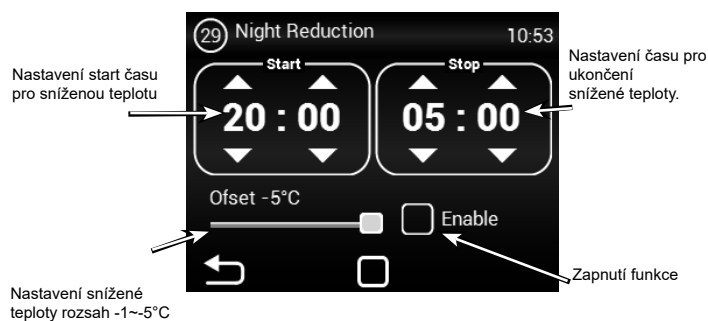 29 Night Reduction 10:53
Nastavení start času
pro sníženou teplotu
Start
20 : 00
Stop
05 : 00
Nastavení času pro
ukončení
snížené teploty.
Ofset -5°C
Enable
Nastavení snížené
teploty rozsah -1~-5°C
Zapnutí funkce